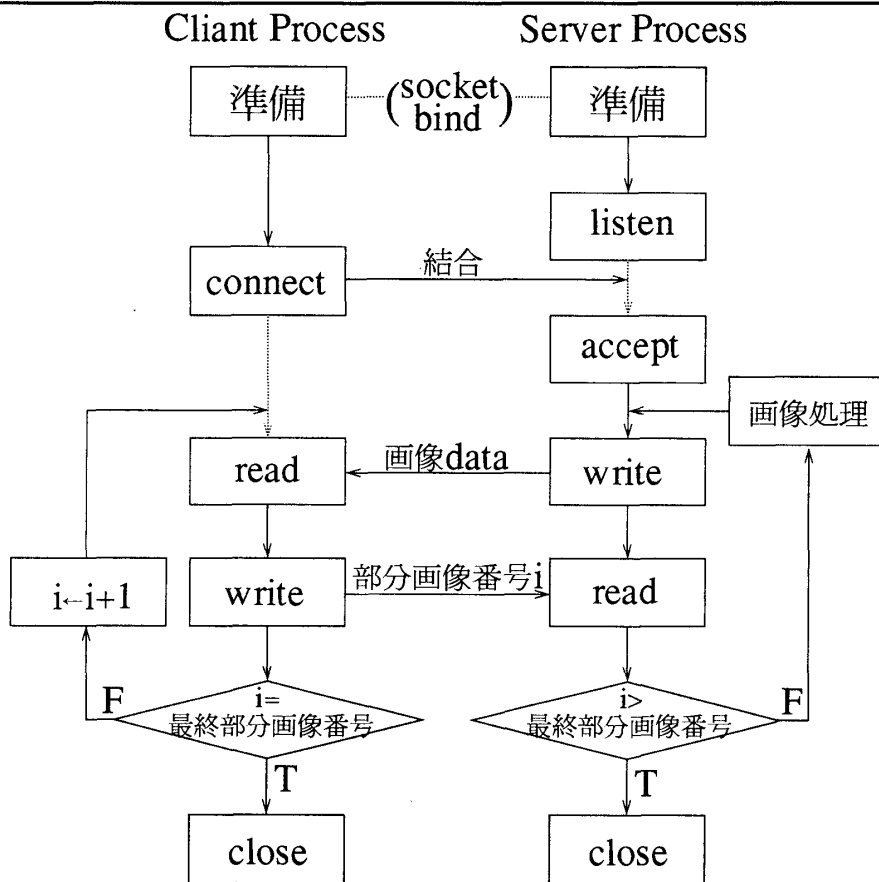 Cliant Process
Server Process
準備
(socket
bind)
準備
listen
connect
結合
accept
画像処理
read
画像data
write
i←i+1
write
部分画像番号i
read
F
i=
最終部分画像番号
i>
最終部分画像番号
F
T
T
close
close